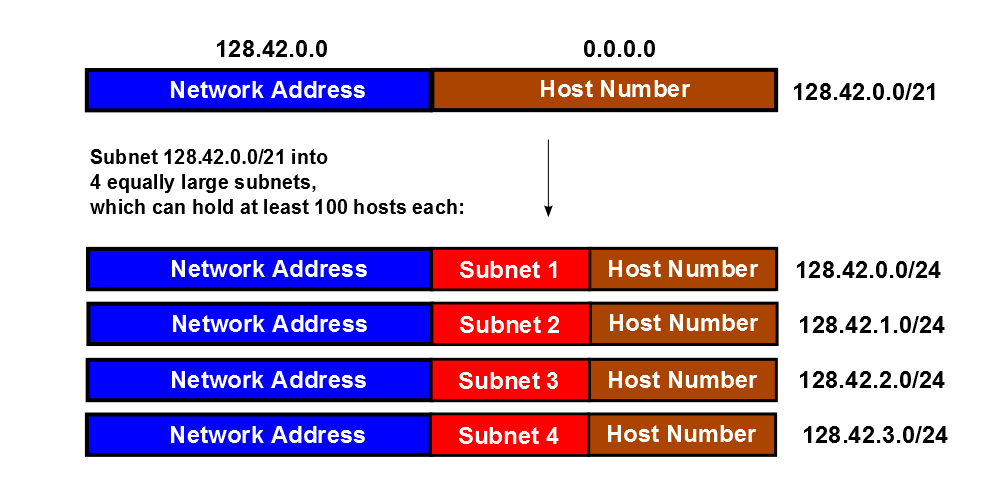 128.42.0.0 0.0.0.0
Network Address Host Number 128.42.0.0/21
Subnet 128.42.0.0/21 into
4 equally large subnets,
which can hold at least 100 hosts each:
Network Address Subnet 1 Host Number 128.42.0.0/24
Network Address Subnet 2 Host Number 128.42.1.0/24
Network Address Subnet 3 Host Number 128.42.2.0/24
Network Address Subnet 4 Host Number 128.42.3.0/24